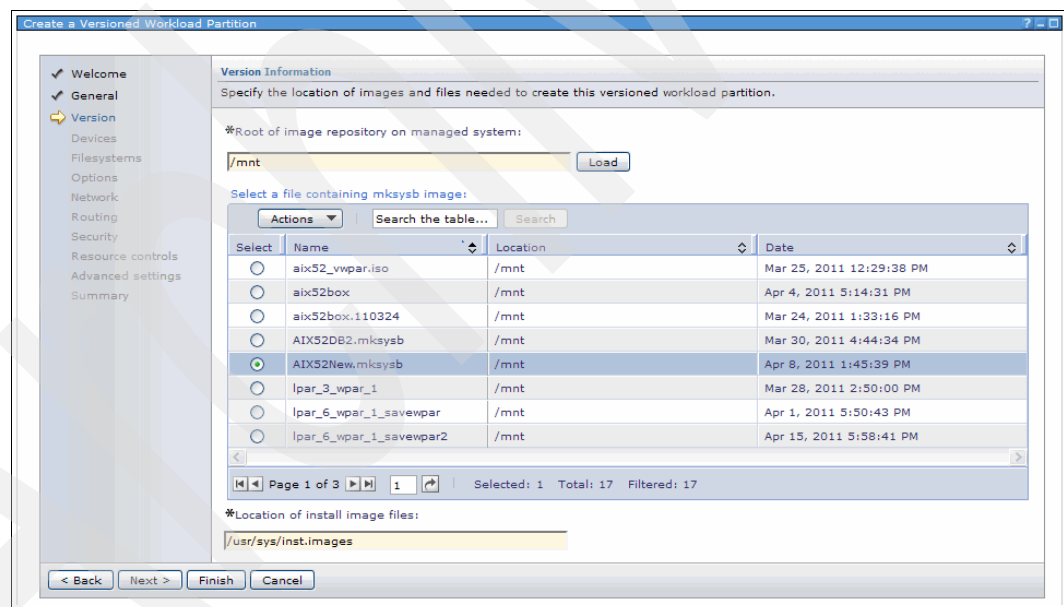 Create a Versioned Workload Partition
? – □
✓ Welcome
✓ General
Version
Devices
Filesystems
Options
Network
Routing
Security
Resource controls
Advanced settings
Summary
Version Information
Specify the location of images and files needed to create this versioned workload partition.
*Root of image repository on managed system:
/mnt Load
Select a file containing mksysb image:
Actions Search the table... Search
Select Name Location Date
aix52_vwpar.iso /mnt Mar 25, 2011 12:29:38 PM
aix52box /mnt Apr 4, 2011 5:14:31 PM
aix52box.110324 /mnt Mar 24, 2011 1:33:16 PM
AIX52DB2.mksysb /mnt Mar 30, 2011 4:44:34 PM
AIX52New.mksysb /mnt Apr 8, 2011 1:45:39 PM
lpar_3_wpar_1 /mnt Mar 28, 2011 2:50:00 PM
lpar_6_wpar_1_savewpar /mnt Apr 1, 2011 5:50:43 PM
lpar_6_wpar_1_savewpar2 /mnt Apr 15, 2011 5:58:41 PM
Page 1 of 3 1 Selected: 1 Total: 17 Filtered: 17
*Location of install image files:
/usr/sys/inst.images
< Back Next > Finish Cancel